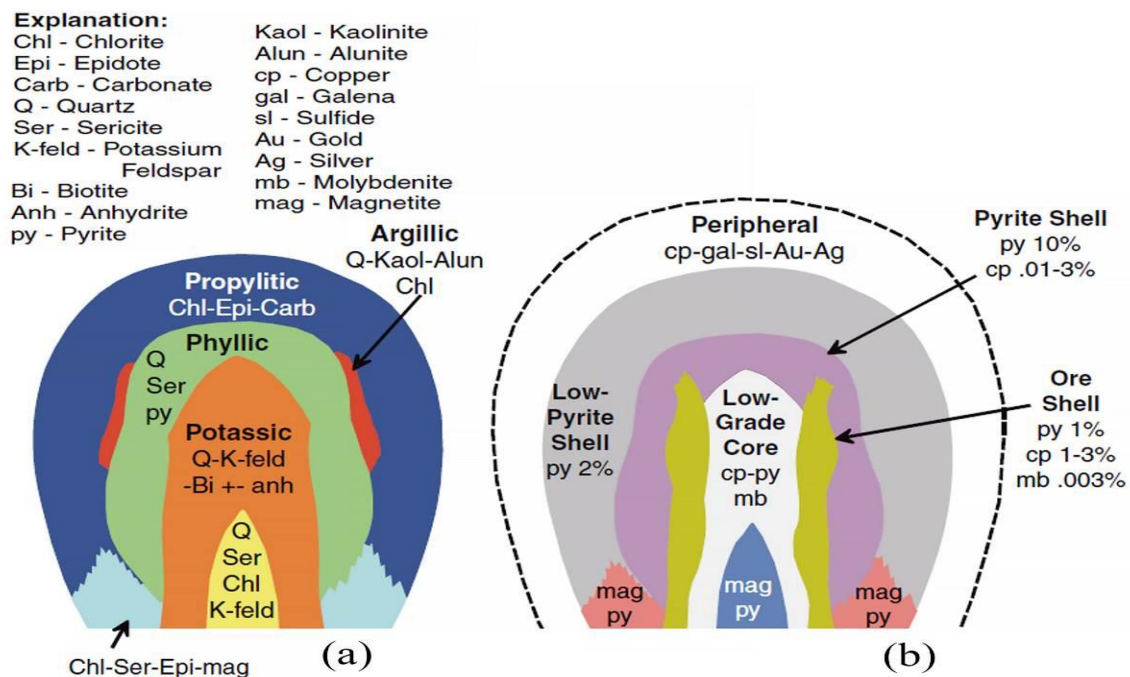 Explanation:
Chl - Chlorite
Epi - Epidote
Carb - Carbonate
Q - Quartz
Ser - Sericite
K-feld - Potassium
Feldspar
Bi - Biotite
Anh - Anhydrite
py - Pyrite
Kaol - Kaolinite
Alun - Alunite
cp - Copper
gal - Galena
sl - Sulfide
Au - Gold
Ag - Silver
mb - Molybdenite
mag - Magnetite
Argillic
Q-Kaol-Alun
Chl
Propylitic
Chl-Epi-Carb
Phyllic
Q
Ser
py
Potassic
Q-K-feld
-Bi +- anh
Q
Ser
Chl
K-feld
Chl-Ser-Epi-mag
(a)
Peripheral
cp-gal-sl-Au-Ag
Pyrite Shell
py 10%
cp .01-3%
Low-
Pyrite
Shell
py 2%
Low-
Grade
Core
cp-py
mb
Ore
Shell
py 1%
cp 1-3%
mb .003%
mag
py
mag
py
mag
py
(b)